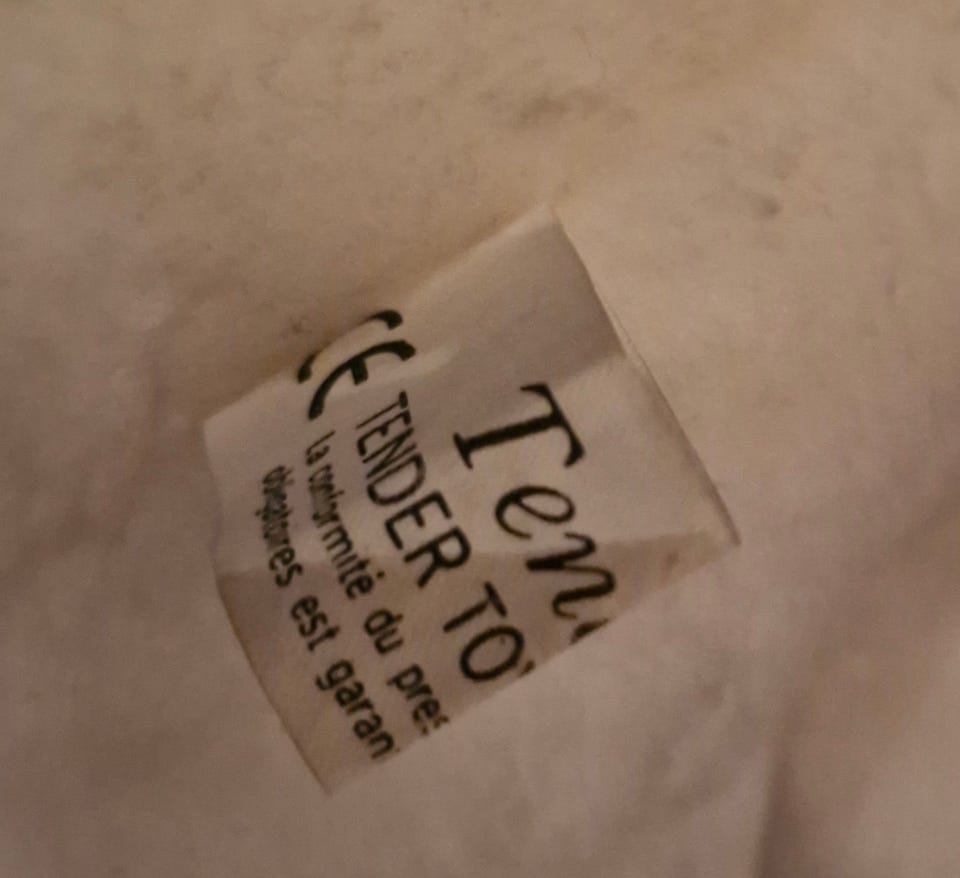 Ten
CE TENDER TO
La conformité du pres
obligatoires est garan